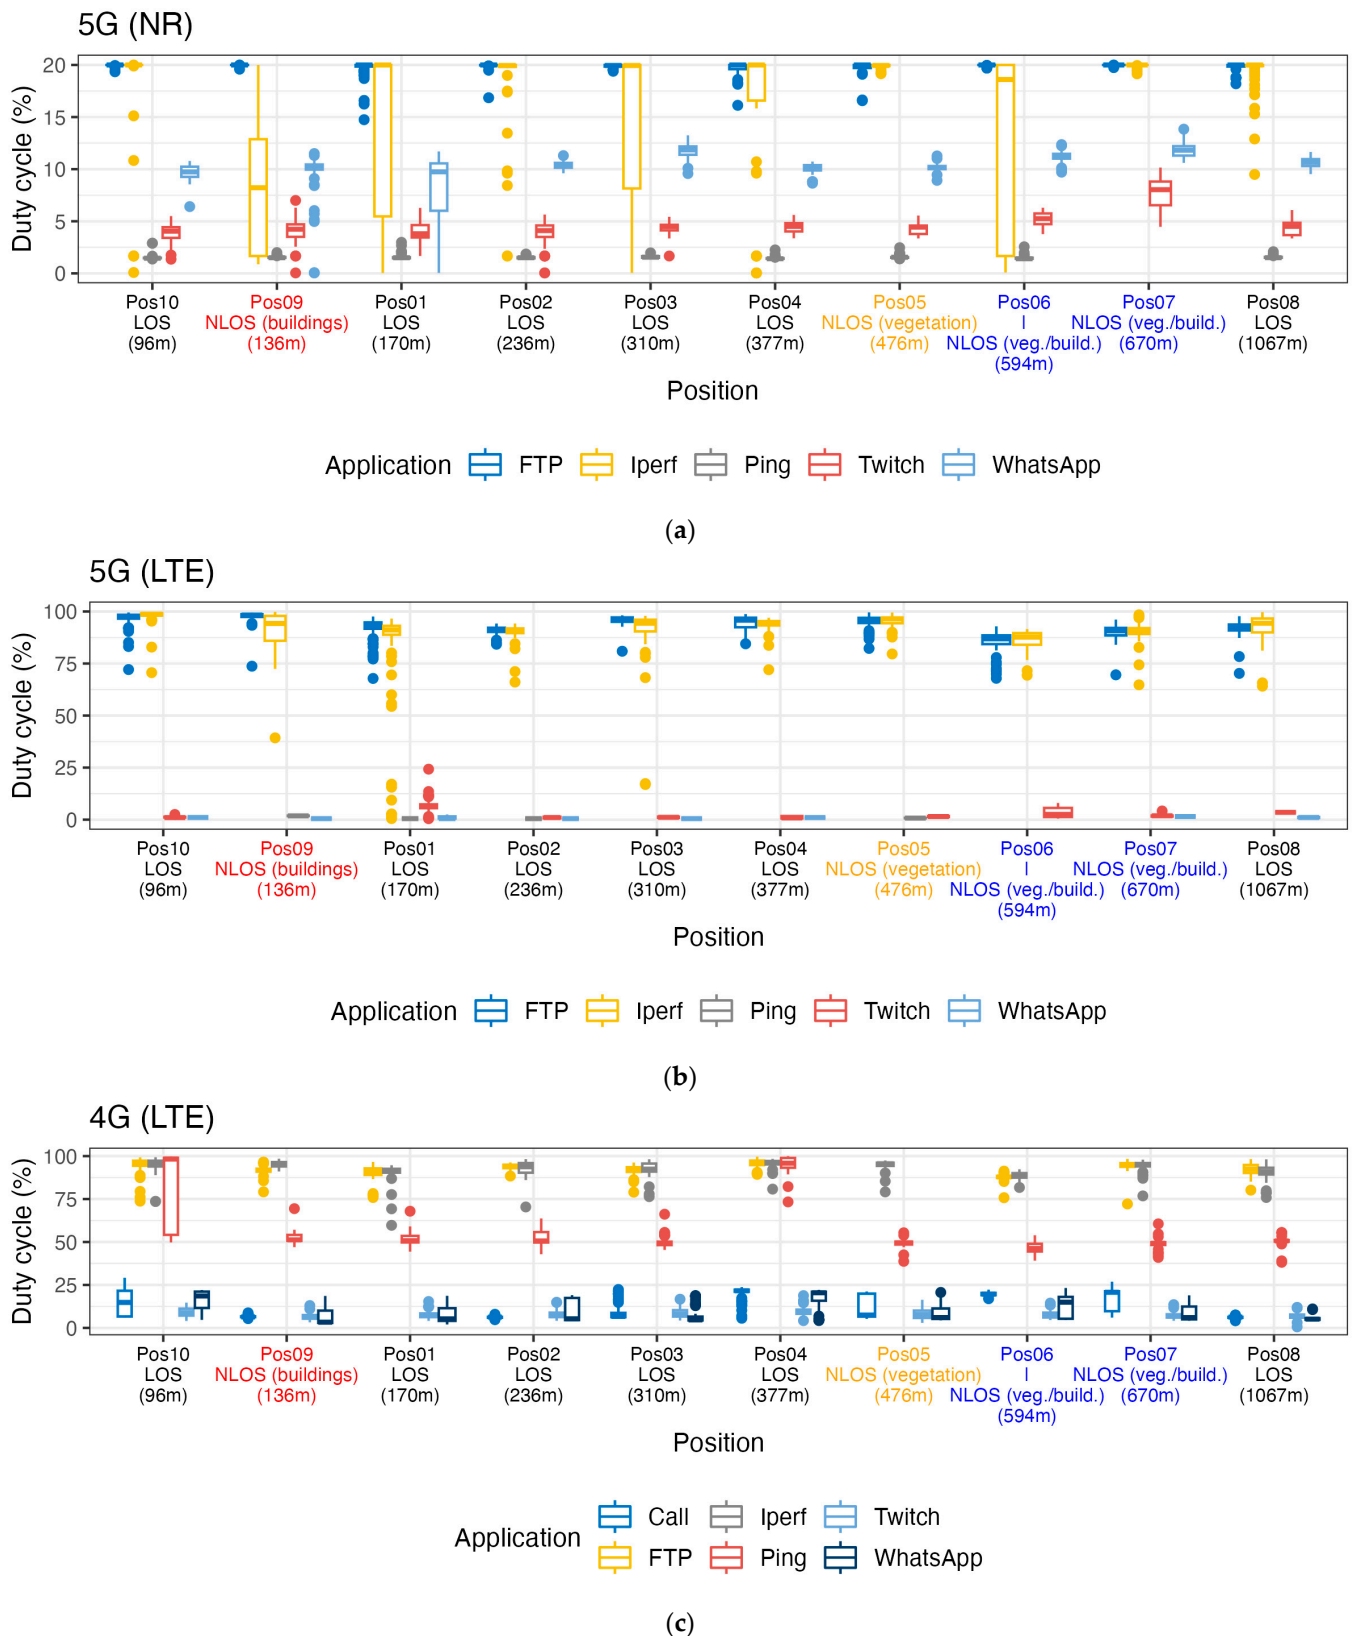 5G (NR)
Duty cycle (%)
20
15
10
5
0
Pos10 Pos09 Pos01 Pos02 Pos03 Pos04 Pos05 Pos06 Pos07 Pos08
LOS NLOS (buildings) LOS LOS LOS LOS NLOS (vegetation) | NLOS (veg./build.) LOS
(96m) (136m) (170m) (236m) (310m) (377m) (476m) NLOS (veg./build.) (670m) (1067m)
(594m)
Position
Application FTP Iperf Ping Twitch WhatsApp
(a)
5G (LTE)
Duty cycle (%)
100
75
50
25
0
Pos10 Pos09 Pos01 Pos02 Pos03 Pos04 Pos05 Pos06 Pos07 Pos08
LOS NLOS (buildings) LOS LOS LOS LOS NLOS (vegetation) | NLOS (veg./build.) LOS
(96m) (136m) (170m) (236m) (310m) (377m) (476m) NLOS (veg./build.) (670m) (1067m)
(594m)
Position
Application FTP Iperf Ping Twitch WhatsApp
(b)
4G (LTE)
Duty cycle (%)
100
75
50
25
0
Pos10 Pos09 Pos01 Pos02 Pos03 Pos04 Pos05 Pos06 Pos07 Pos08
LOS NLOS (buildings) LOS LOS LOS LOS NLOS (vegetation) | NLOS (veg./build.) LOS
(96m) (136m) (170m) (236m) (310m) (377m) (476m) NLOS (veg./build.) (670m) (1067m)
(594m)
Position
Application
Call Iperf Twitch
FTP Ping WhatsApp
(c)